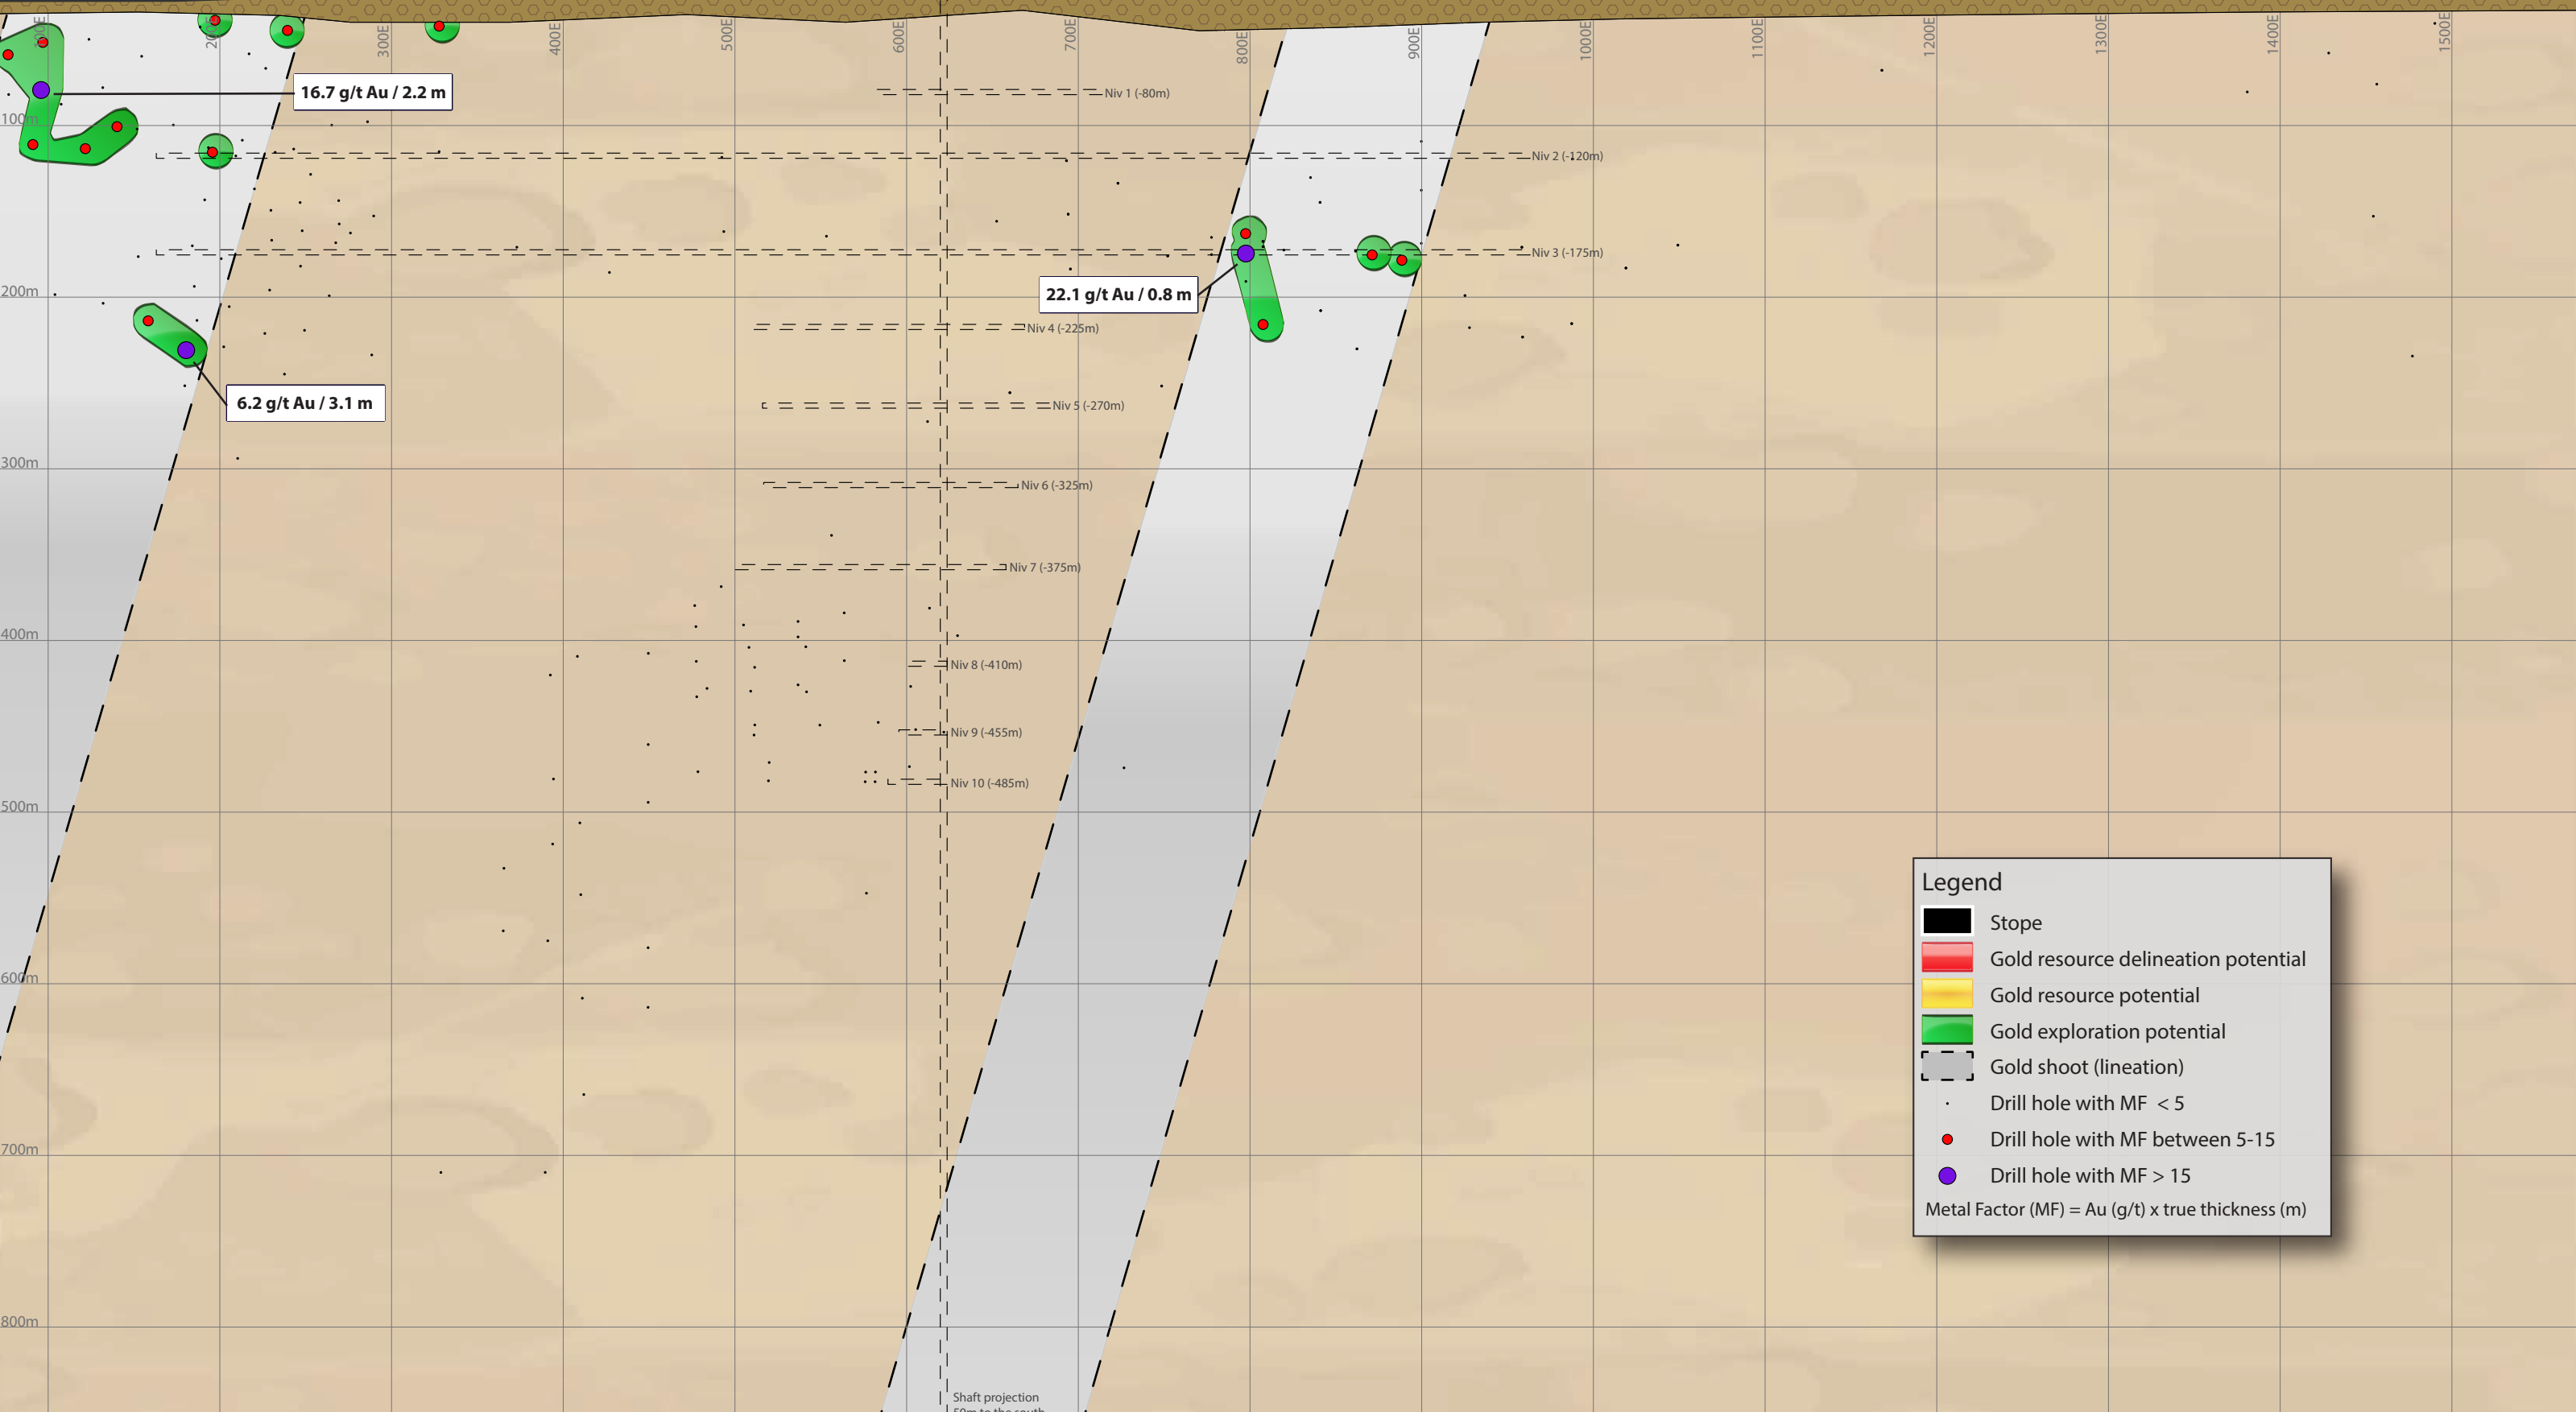 200E
300E
400E
500E
600E
700E
800E
900E
1000E
1100E
1200E
1300E
1400E
1500E
16.7 g/t Au / 2.2 m
Niv 1 (-80m)
100m
Niv 2 (-120m)
Niv 3 (-175m)
200m
22.1 g/t Au / 0.8 m
Niv 4 (-225m)
6.2 g/t Au / 3.1 m
Niv 5 (-270m)
300m
Niv 6 (-325m)
Niv 7 (-375m)
400m
Niv 8 (-410m)
Niv 9 (-455m)
Niv 10 (-485m)
500m
600m
700m
800m
Legend
Stope
Gold resource delineation potential
Gold resource potential
Gold exploration potential
Gold shoot (lineation)
Drill hole with MF < 5
Drill hole with MF between 5-15
Drill hole with MF > 15
Metal Factor (MF) = Au (g/t) x true thickness (m)
Shaft projection
50m to the south